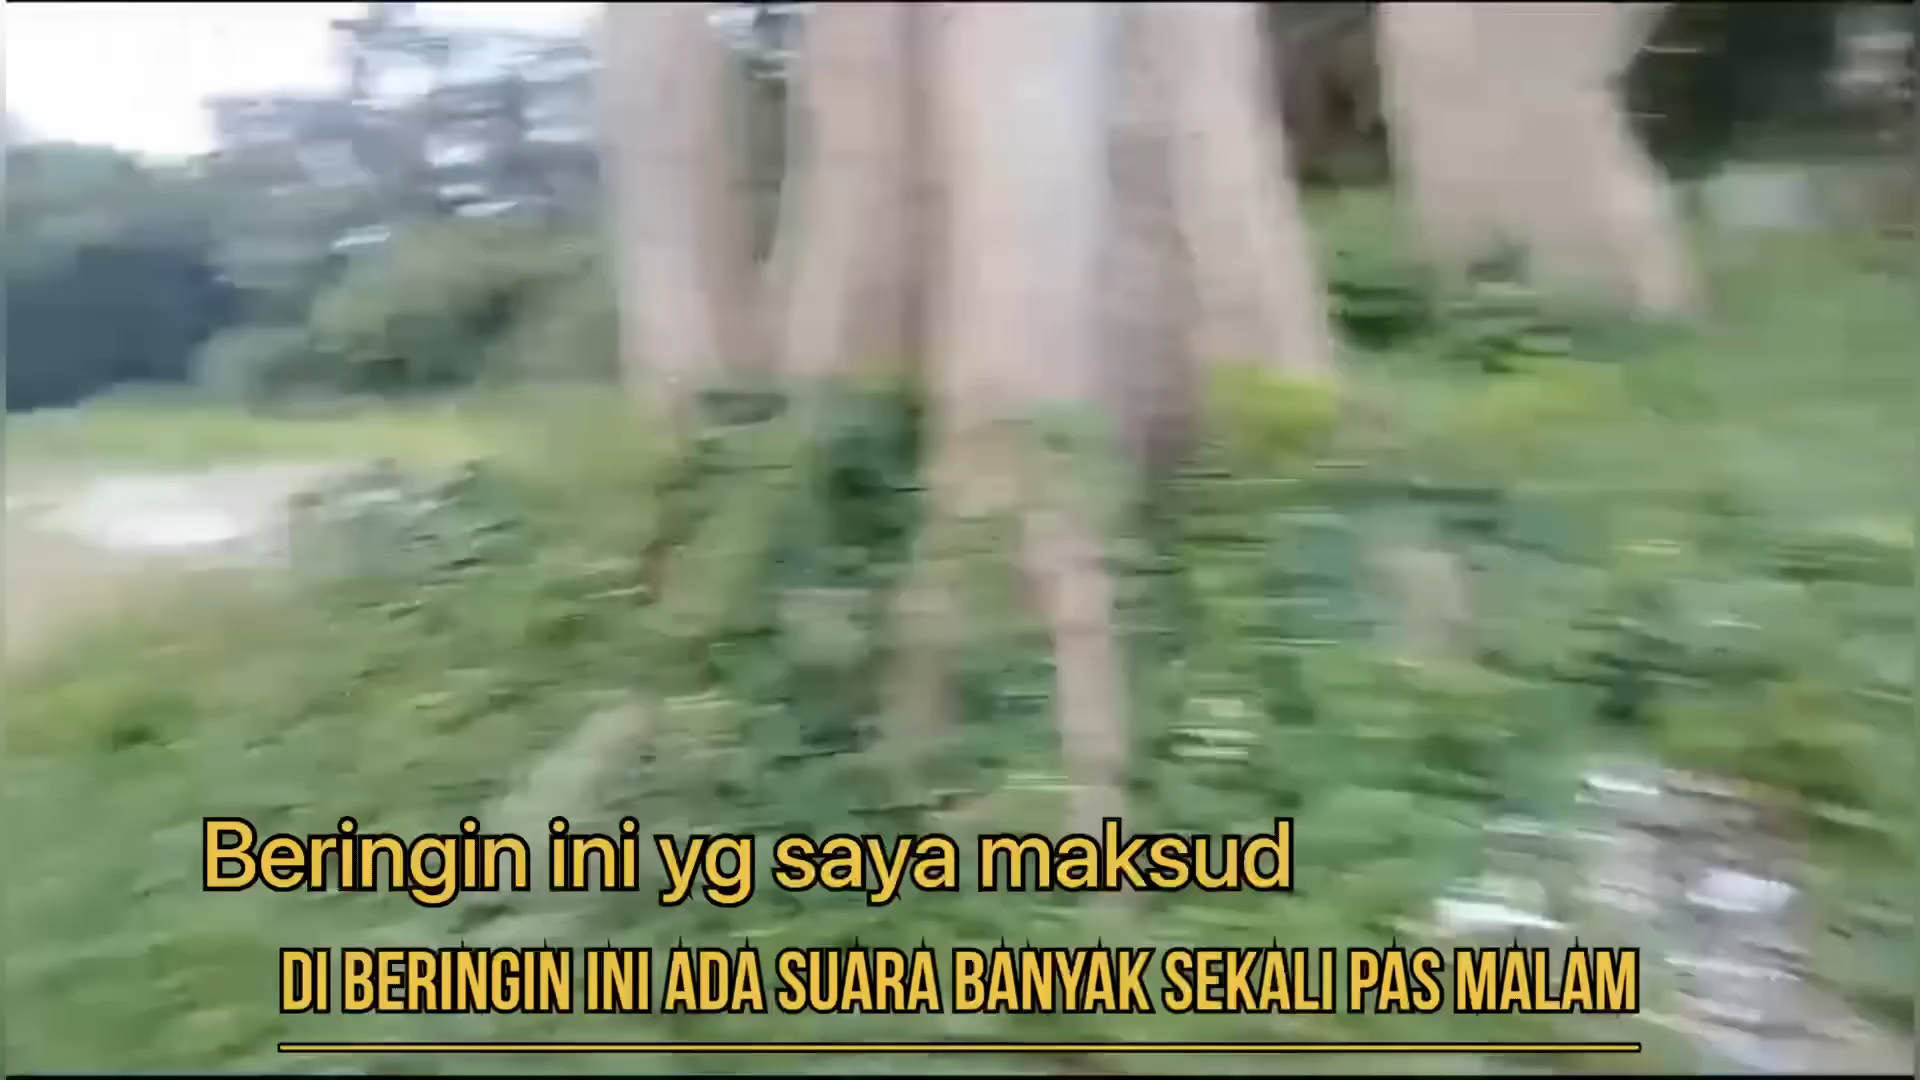 Beringin ini yg saya maksud
DI BERINGIN INI ADA SUARA BANYAK SEKALI PAS MALAM